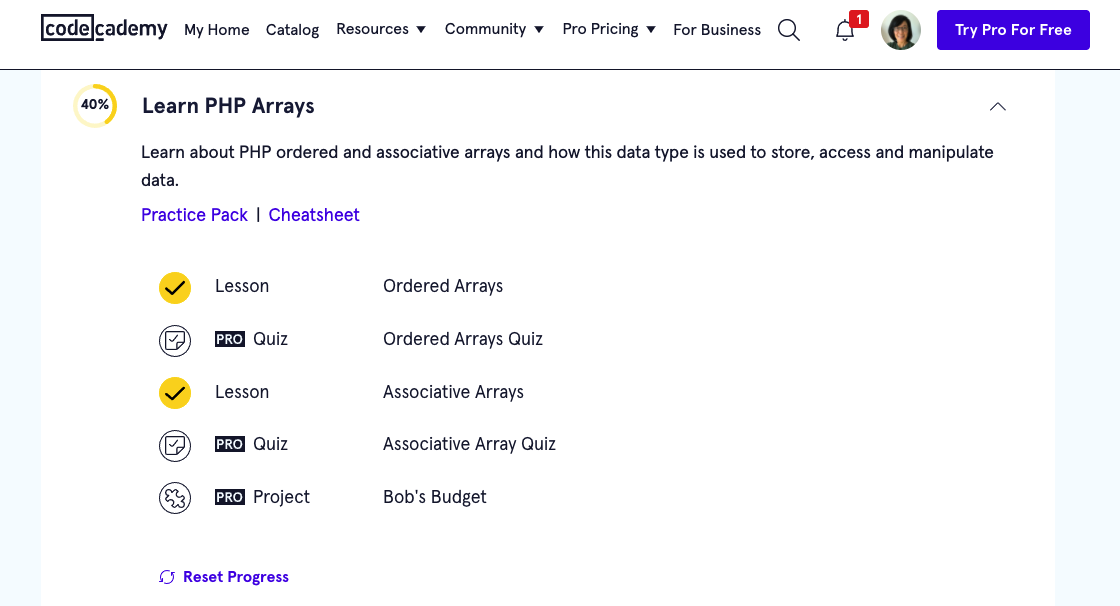 codecademy My Home Catalog Resources Community Pro Pricing For Business 1 Try Pro For Free
40% Learn PHP Arrays
Learn about PHP ordered and associative arrays and how this data type is used to store, access and manipulate
data.
Practice Pack | Cheatsheet
Lesson Ordered Arrays
PRO Quiz Ordered Arrays Quiz
Lesson Associative Arrays
PRO Quiz Associative Array Quiz
PRO Project Bob's Budget
Reset Progress